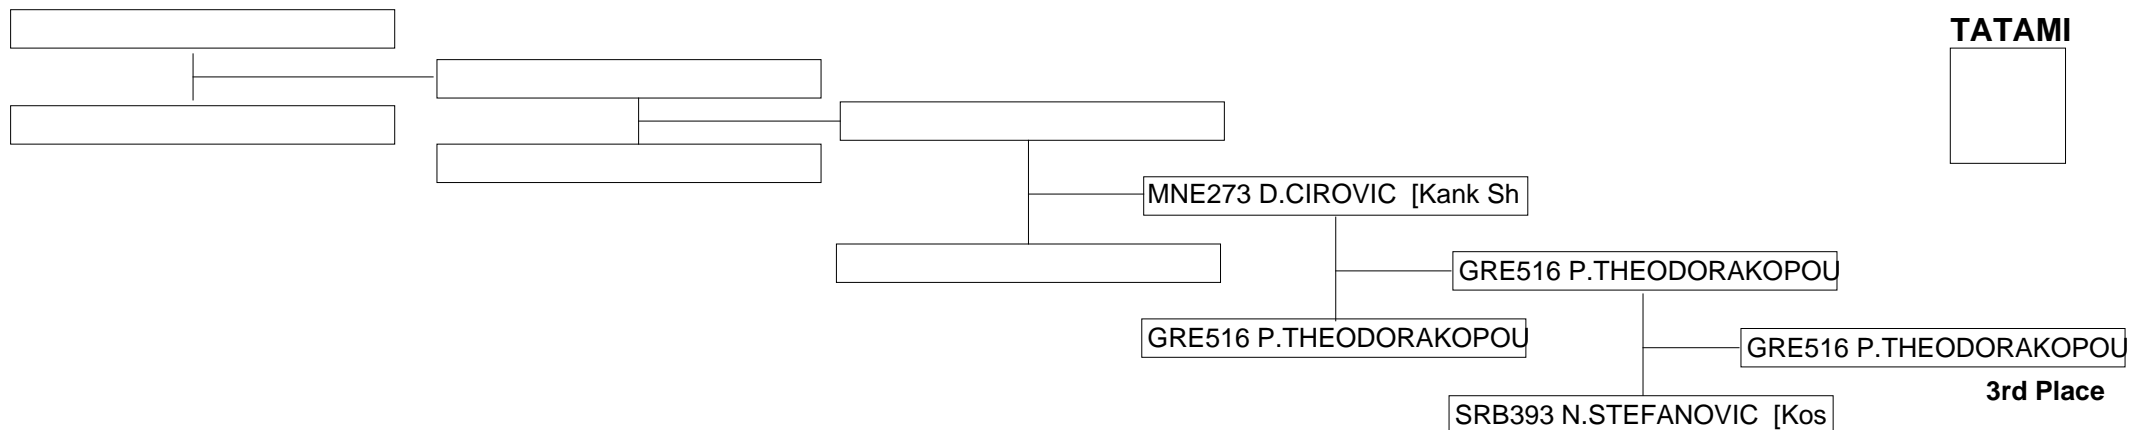 TATAMI
MNE273 D.CIROVIC [Kank Sh
GRE516 P.THEODORAKOPOU
GRE516 P.THEODORAKOPOU
GRE516 P.THEODORAKOPOU
3rd Place
SRB393 N.STEFANOVIC [Kos